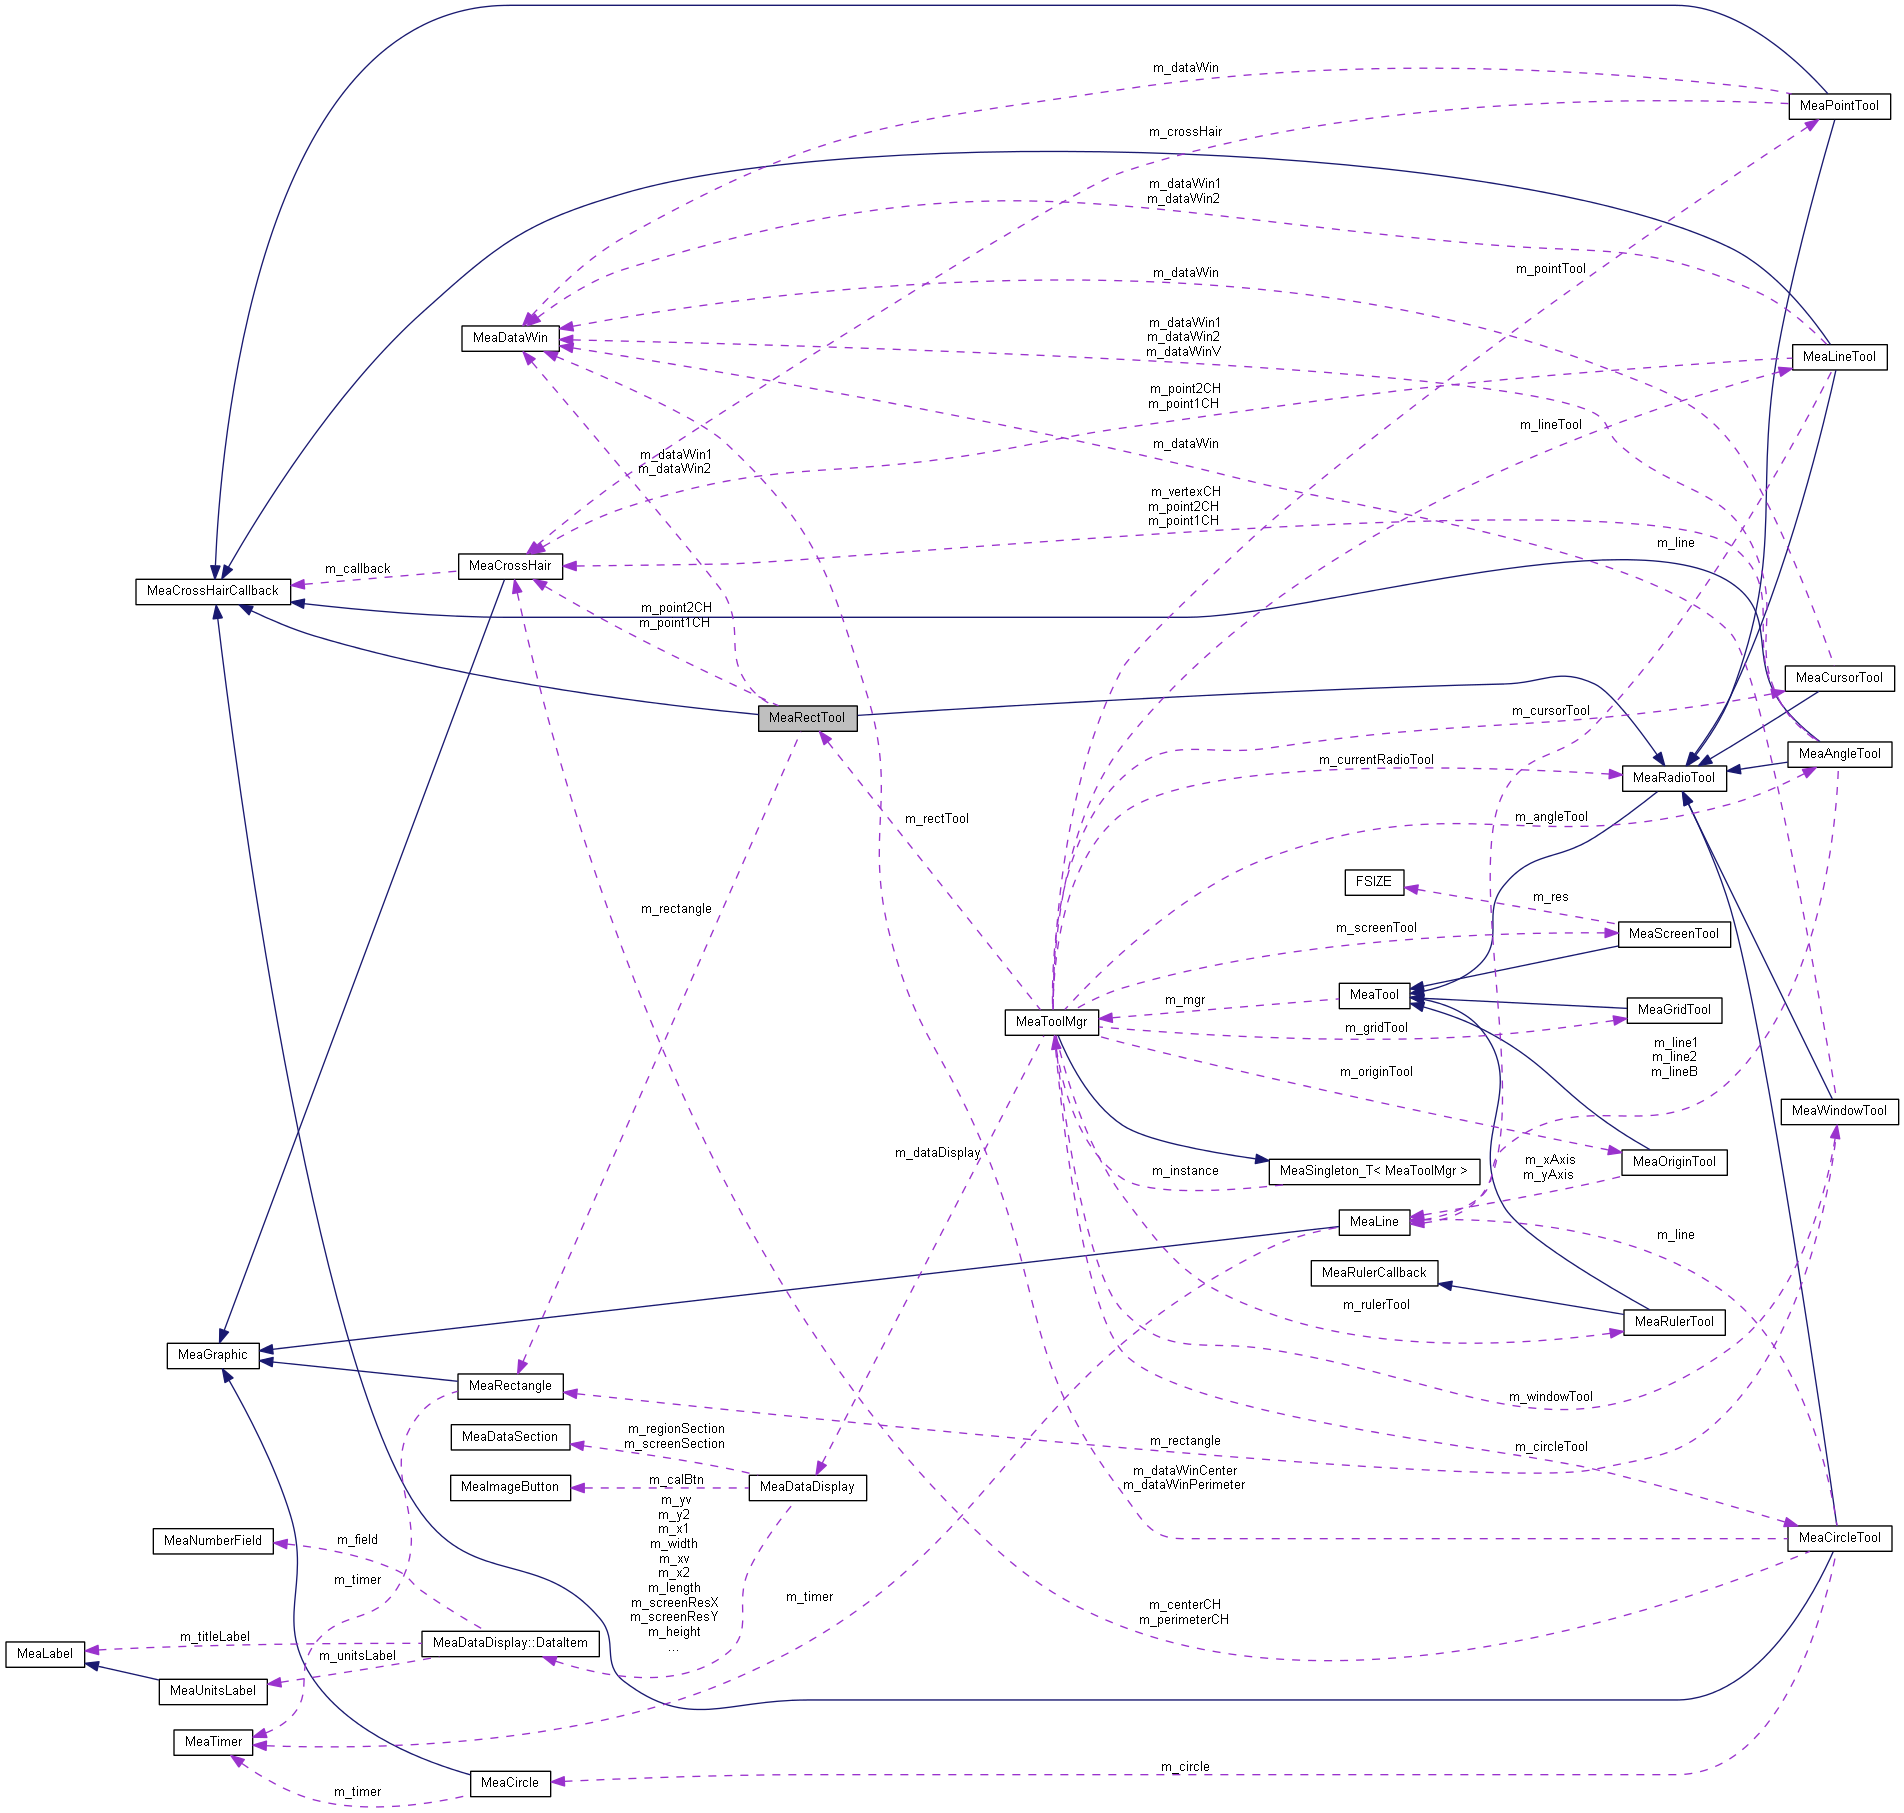 m_dataWin
MeaPointTool
m_crossHair
m_dataWin1
m_dataWin2
m_pointTool
m_dataWin
m_dataWin1
m_dataWin2
m_dataWinV
MeaDataWin
MeaLineTool
m_point2CH
m_point1CH
m_lineTool
m_dataWin
m_dataWin1
m_dataWin2
m_vertexCH
m_point2CH
m_point1CH
m_line
m_callback
MeaCrossHair
MeaCrossHairCallback
m_point2CH
m_point1CH
MeaCursorTool
m_cursorTool
MeaRectTool
MeaAngleTool
m_currentRadioTool
MeaRadioTool
m_rectTool
m_angleTool
FSIZE
m_res
m_rectangle
m_screenTool
MeaScreenTool
MeaTool
m_mgr
MeaGridTool
MeaToolMgr
m_gridTool
m_line1
m_line2
m_lineB
m_originTool
MeaWindowTool
m_dataDisplay
m_instance
MeaSingleton_T< MeaToolMgr >
m_xAxis
m_yAxis
MeaOriginTool
MeaLine
m_line
MeaRulerCallback
m_rulerTool
MeaRulerTool
MeaGraphic
MeaRectangle
m_windowTool
m_regionSection
m_screenSection
MeaDataSection
m_rectangle
m_circleTool
m_dataWinCenter
m_dataWinPerimeter
m_calBtn
MeaImageButton
MeaDataDisplay
m_yv
m_y2
m_x1
m_width
m_xv
m_x2
m_length
m_screenResX
m_screenResY
m_height
...
MeaNumberField
m_field
MeaCircleTool
m_timer
m_timer
m_centerCH
m_perimeterCH
m_titleLabel
MeaDataDisplay::DataItem
MeaLabel
m_unitsLabel
MeaUnitsLabel
MeaTimer
m_circle
MeaCircle
m_timer